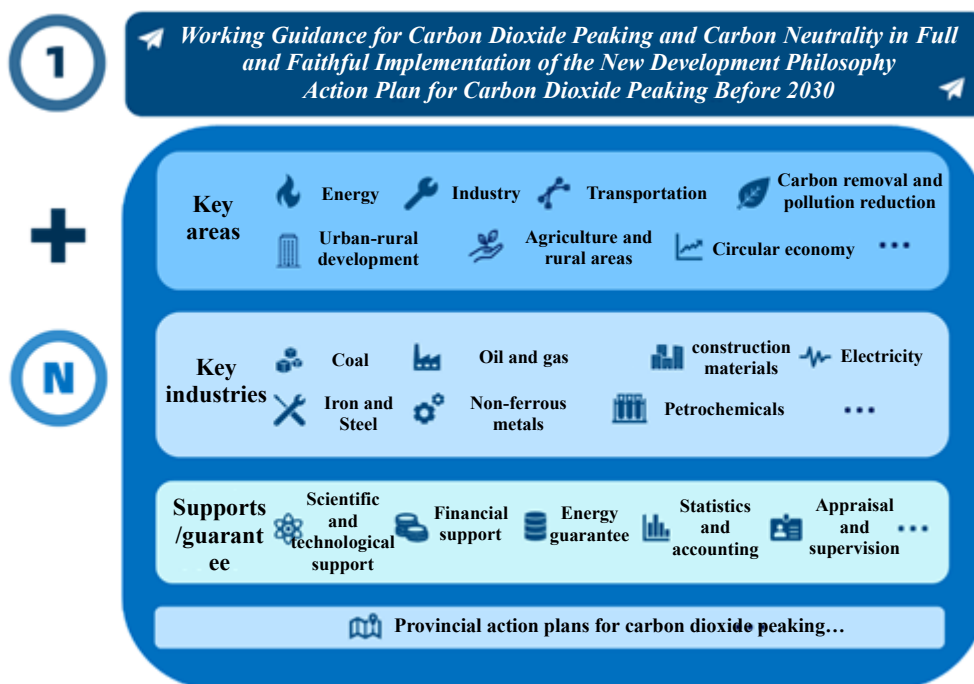 1
Working Guidance for Carbon Dioxide Peaking and Carbon Neutrality in Full
and Faithful Implementation of the New Development Philosophy
Action Plan for Carbon Dioxide Peaking Before 2030
+
N
Key
areas
Energy
Industry
Transportation
Carbon removal and
pollution reduction
Urban-rural
development
Agriculture and
rural areas
Circular economy
...
Key
industries
Coal
Oil and gas
construction
materials
Electricity
Iron and
Steel
Non-ferrous
metals
Petrochemicals
...
Supports
/guarant
ee
Scientific
and
technological
support
Financial
support
Energy
guarantee
Statistics
and
accounting
Appraisal
and
supervision
...
Provincial action plans for carbon dioxide peaking…